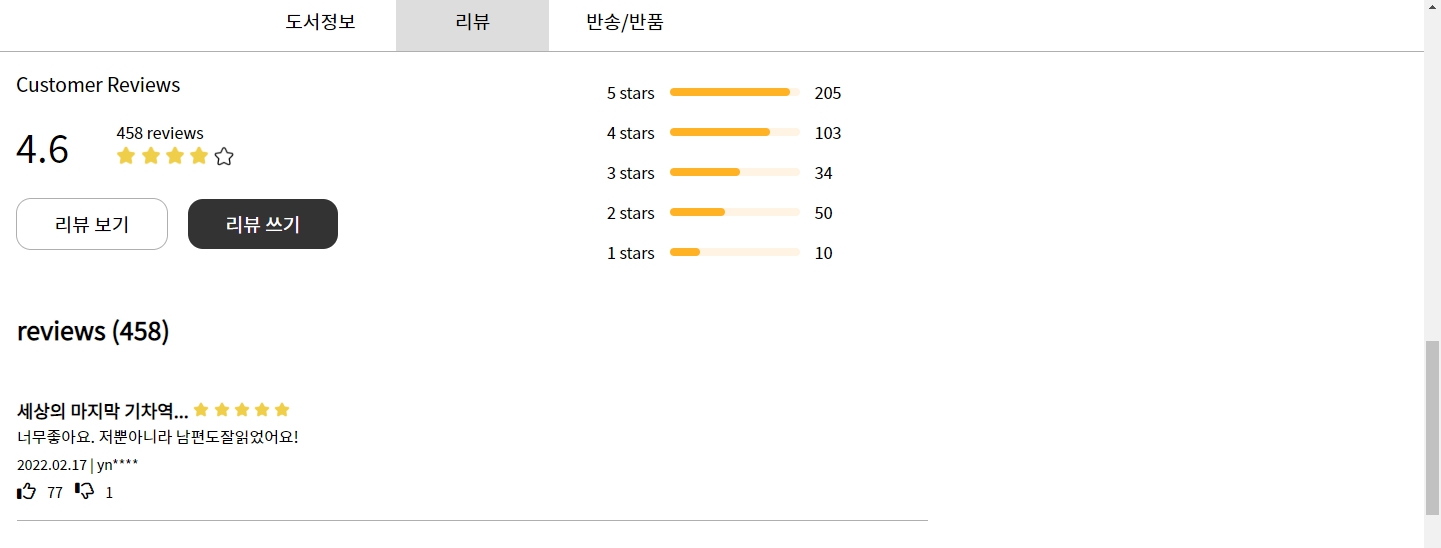 도서정보 리뷰 반송/반품
Customer Reviews
4.6
458 reviews
리뷰 보기 리뷰 쓰기
5 stars 205
4 stars 103
3 stars 34
2 stars 50
1 stars 10
reviews (458)
세상의 마지막 기차역...
너무좋아요. 저뿐아니라 남편도잘읽었어요!
2022.02.17 | yn****
77 1